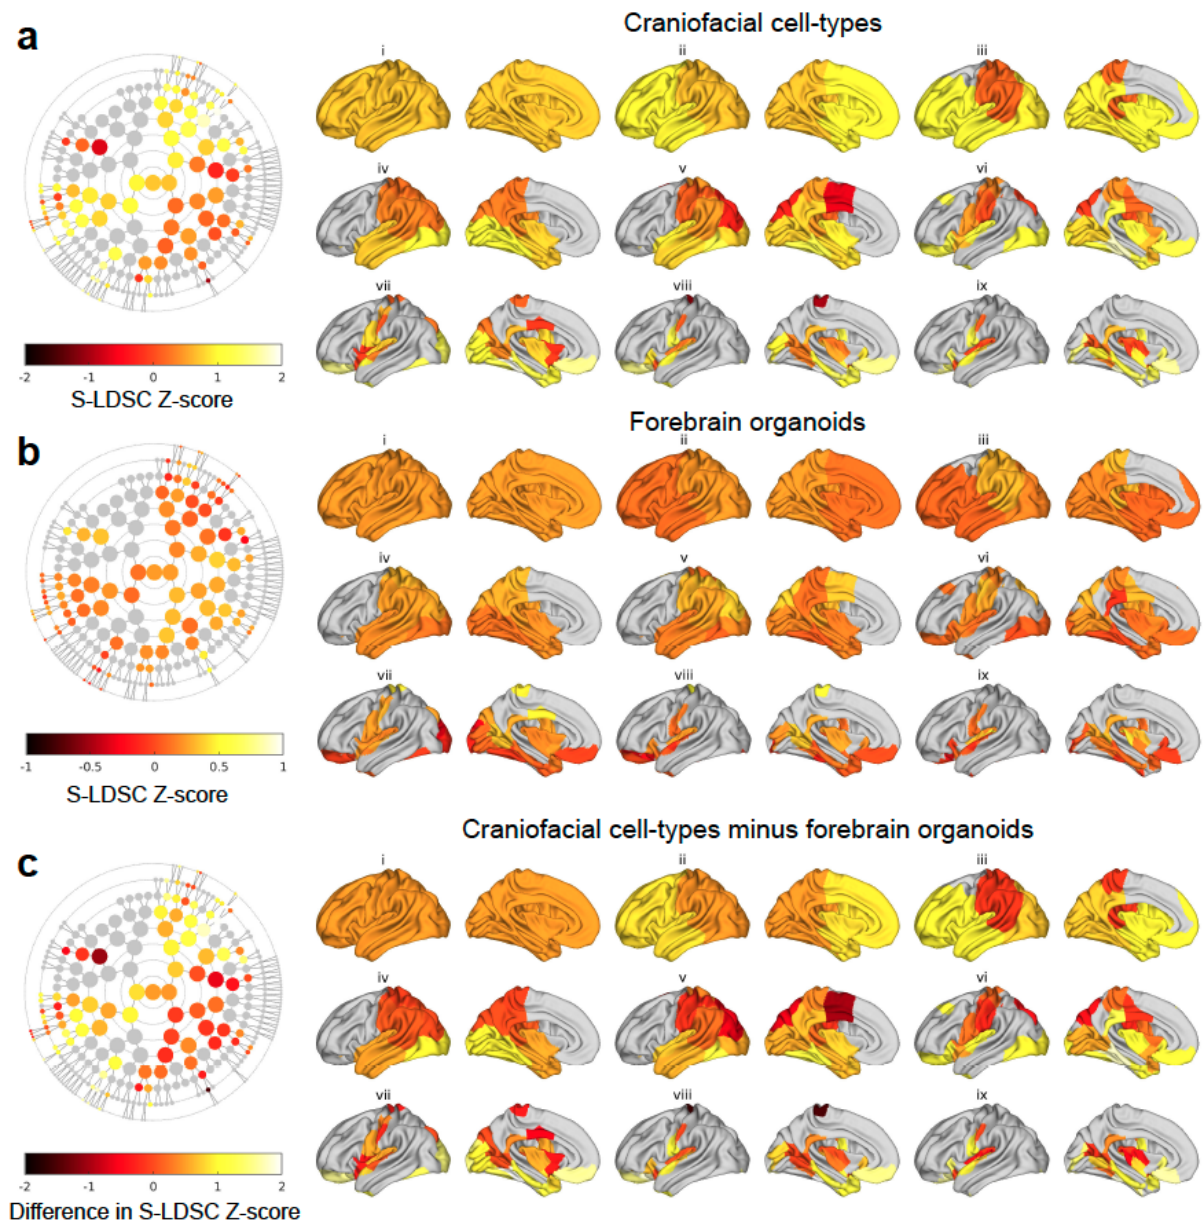 a
Craniofacial cell-types
i
ii
iii
iv
v
vi
vii
viii
ix
-2 -1 0 1 2
S-LDSC Z-score
b
Forebrain organoids
i
ii
iii
iv
v
vi
vii
viii
ix
-1 -0.5 0 0.5 1
S-LDSC Z-score
c
Craniofacial cell-types minus forebrain organoids
i
ii
iii
iv
v
vi
vii
viii
ix
-2 -1 0 1 2
Difference in S-LDSC Z-score